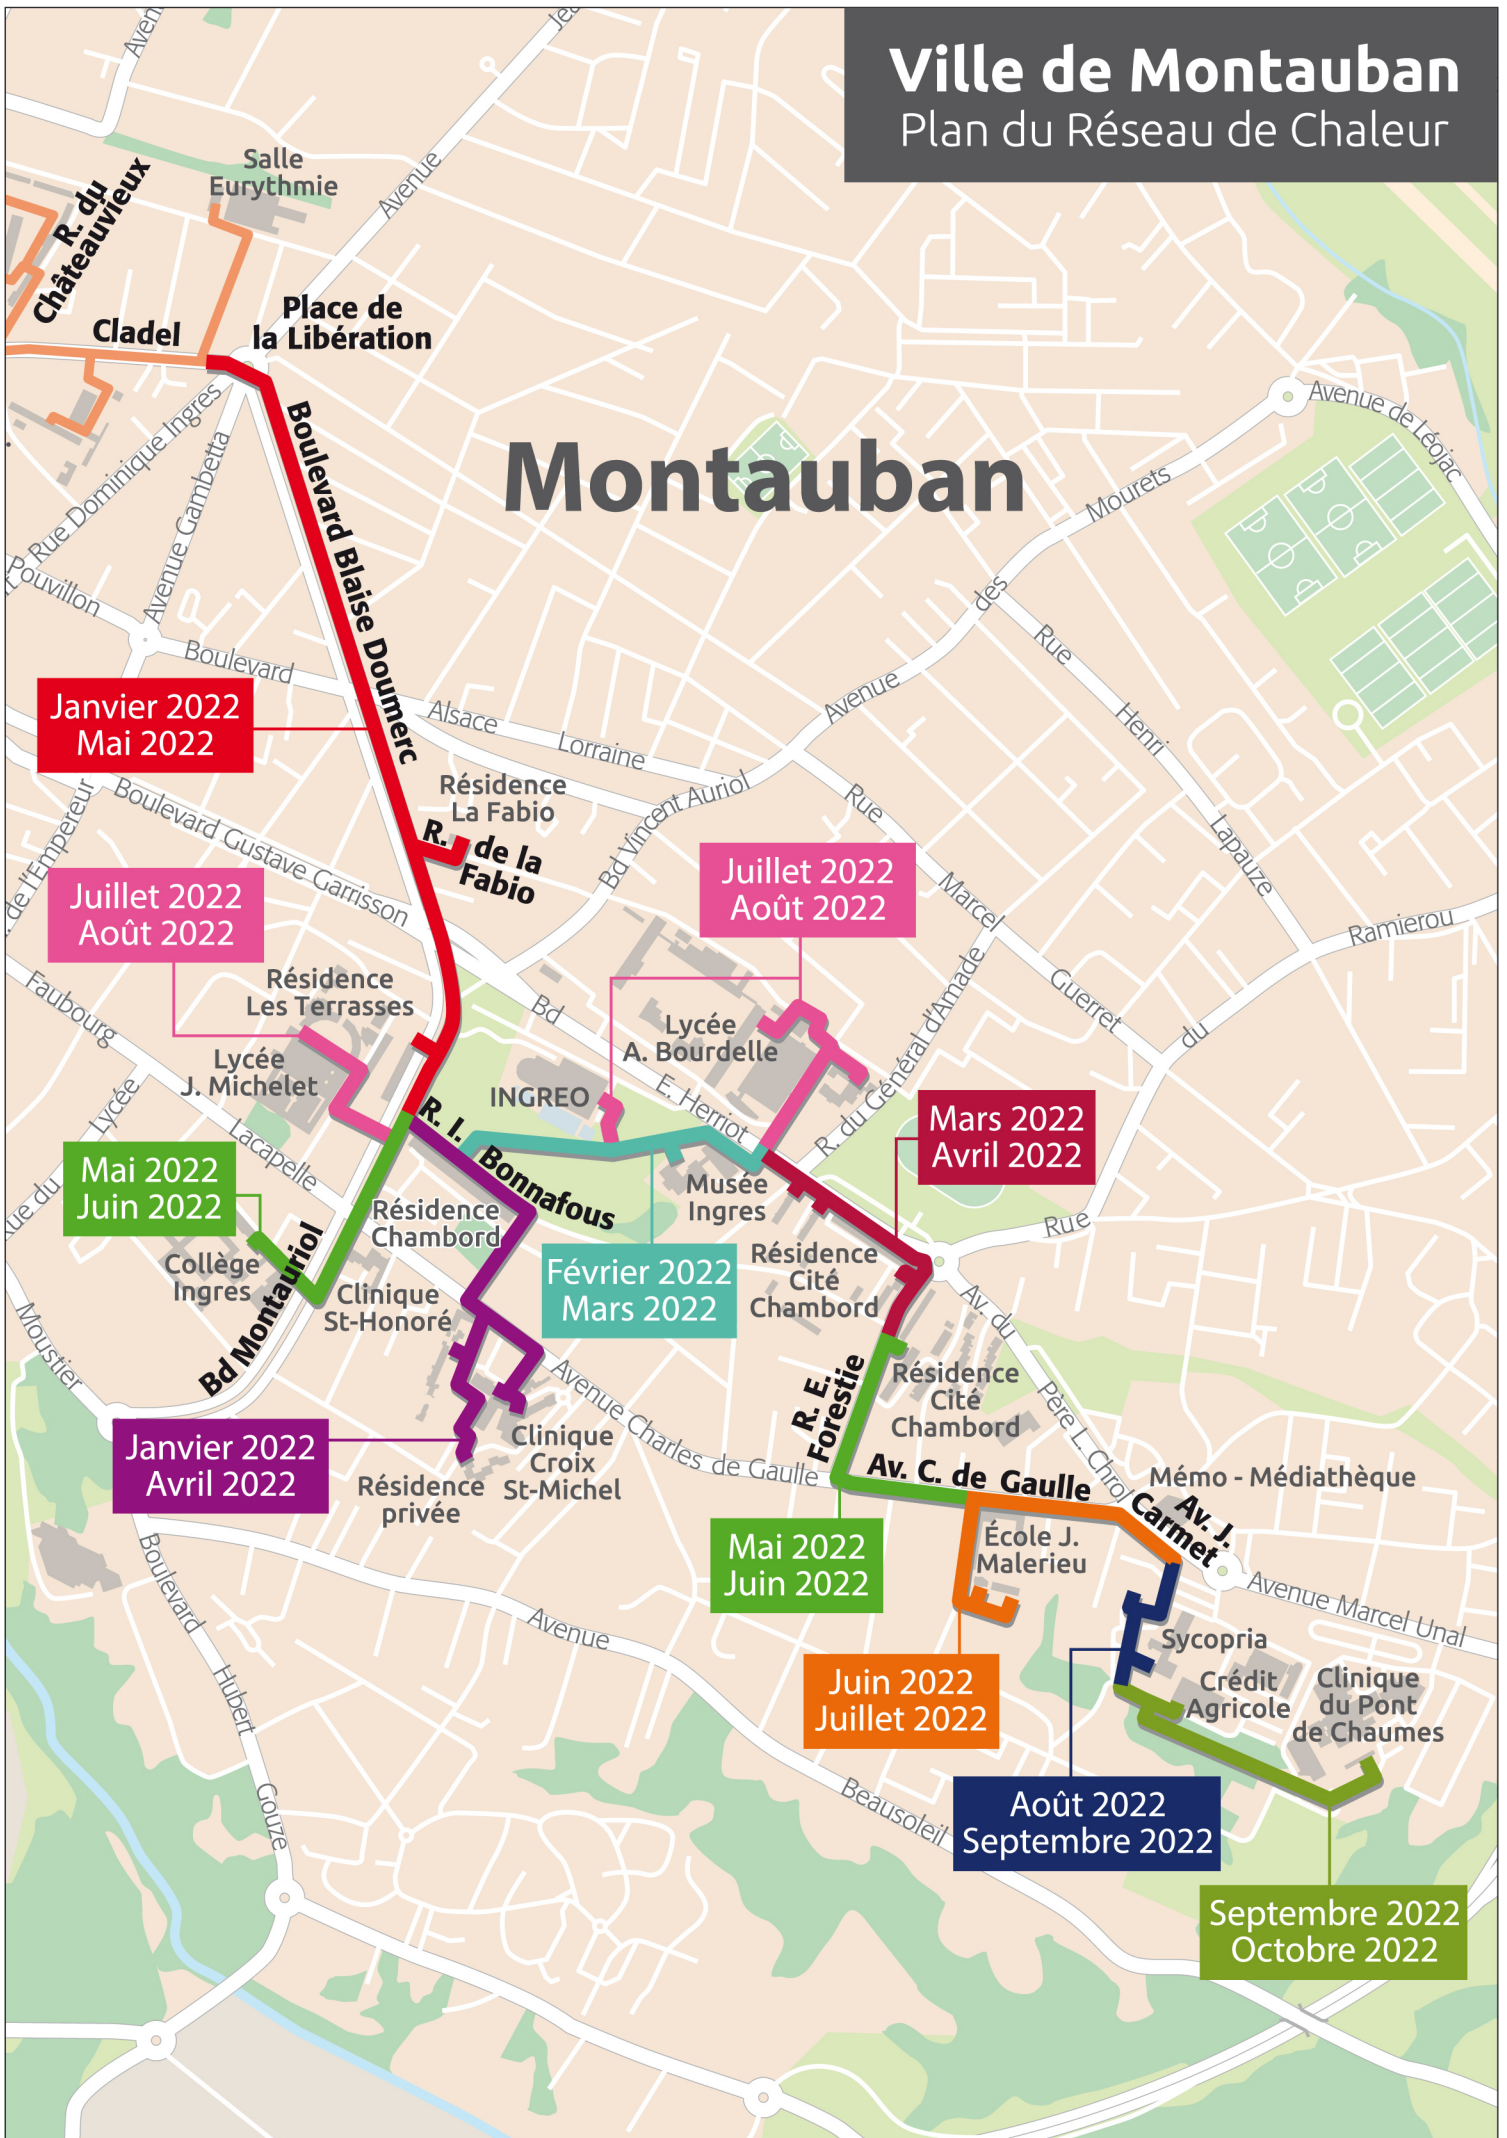 Ville de Montauban
Plan du Réseau de Chaleur
Aven
Jea
Avenue
Salle
Eurythmie
R. du
Châteauvieux
Cladel
Place de
la Libération
Rue Dominique Ingres
Avenue Gambetta
Pouvillon
Boulevard Blaise Doumerc
Montauban
Avenue de Léojac
Mourets
des
Avenue
Rue
Henri
Lapauze
Boulevard
Alsace
Lorraine
Janvier 2022
Mai 2022
Boulevard Gustave Garrisson
de l'Empereur
Résidence
La Fabio
R. de la
Fabio
Bd Vincent Auriol
Rue
Marcel
Guerret
Ramierou
du
Rue
Juillet 2022
Août 2022
Juillet 2022
Août 2022
Résidence
Les Terrasses
Faubourg
Lacapelle
Lycée
J. Michelet
Rue du Lycée
Bd
E. Herriot
Lycée
A. Bourdelle
R. du Général d'Amade
INGREO
R. I.
Bonnafous
Mars 2022
Avril 2022
Mai 2022
Juin 2022
Musée
Ingres
Résidence
Chambord
Collège
Ingres
Bd Montauriol
Clinique
St-Honoré
Février 2022
Mars 2022
Résidence
Cité
Chambord
Moustier
Av. du
Père L. Chrol
R. E.
Forestie
Résidence
Cité
Chambord
Avenue Charles de Gaulle
Janvier 2022
Avril 2022
Clinique
Croix
St-Michel
Résidence
privée
Av. C. de Gaulle
Mémo - Médiathèque
Av. J.
Carmet
École J.
Malerieu
Mai 2022
Juin 2022
Avenue Marcel Unal
Boulevard
Hubert
Gouze
Avenue
Beausoleil
Sycopria
Crédit
Agricole
Clinique
du Pont
de Chaumes
Juin 2022
Juillet 2022
Août 2022
Septembre 2022
Septembre 2022
Octobre 2022